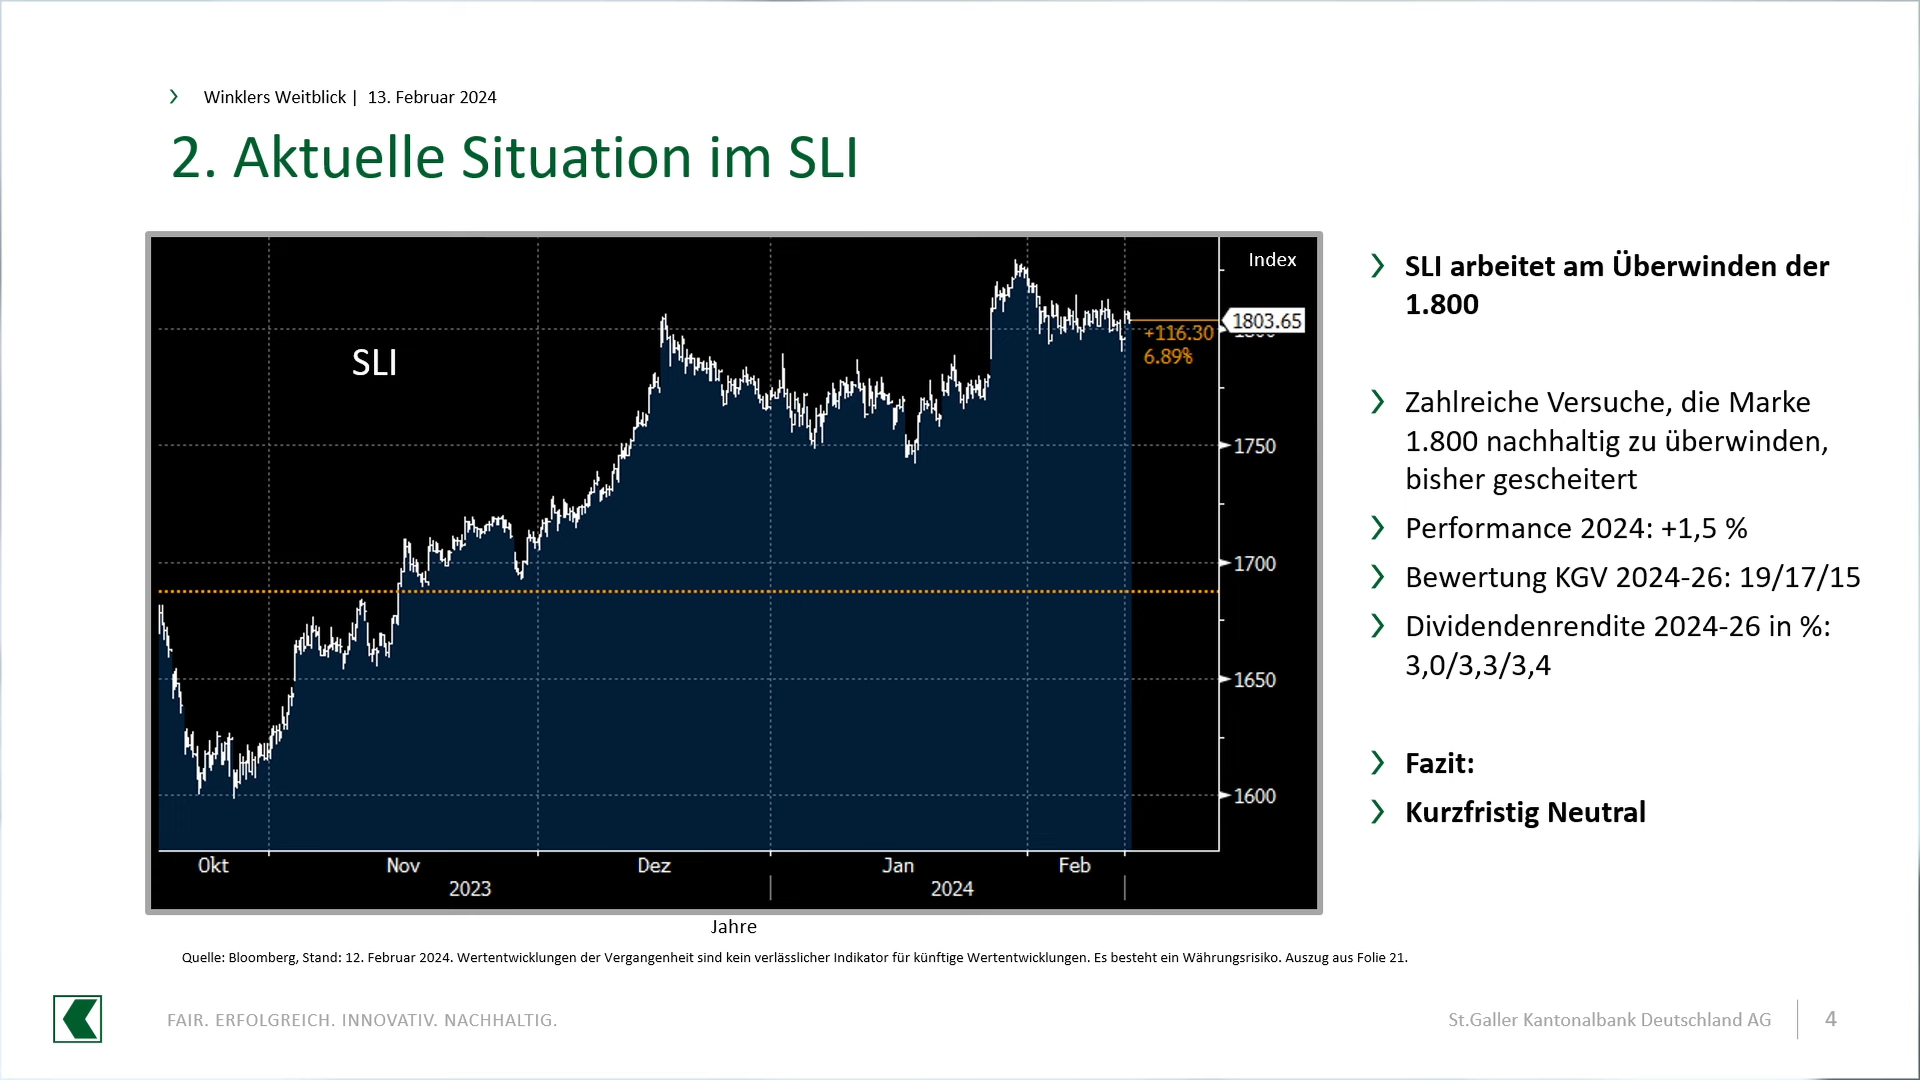 Winklers Weitblick | 13. Februar 2024
2. Aktuelle Situation im SLI
Index
SLI
1803.65
+116.30
6.89%
1800
1750
1700
1650
1600
Okt
Nov
Dez
Jan
Feb
2023
2024
Jahre
SLI arbeitet am Überwinden der
1.800
Zahlreiche Versuche, die Marke
1.800 nachhaltig zu überwinden,
bisher gescheitert
Performance 2024: +1,5 %
Bewertung KGV 2024-26: 19/17/15
Dividendenrendite 2024-26 in %:
3,0/3,3/3,4
Fazit:
Kurzfristig Neutral
Quelle: Bloomberg, Stand: 12. Februar 2024. Wertentwicklungen der Vergangenheit sind kein verlässlicher Indikator für künftige Wertentwicklungen. Es besteht ein Währungsrisiko. Auszug aus Folie 21.
FAIR. ERFOLGREICH. INNOVATIV. NACHHALTIG.
St.Galler Kantonalbank Deutschland AG
4